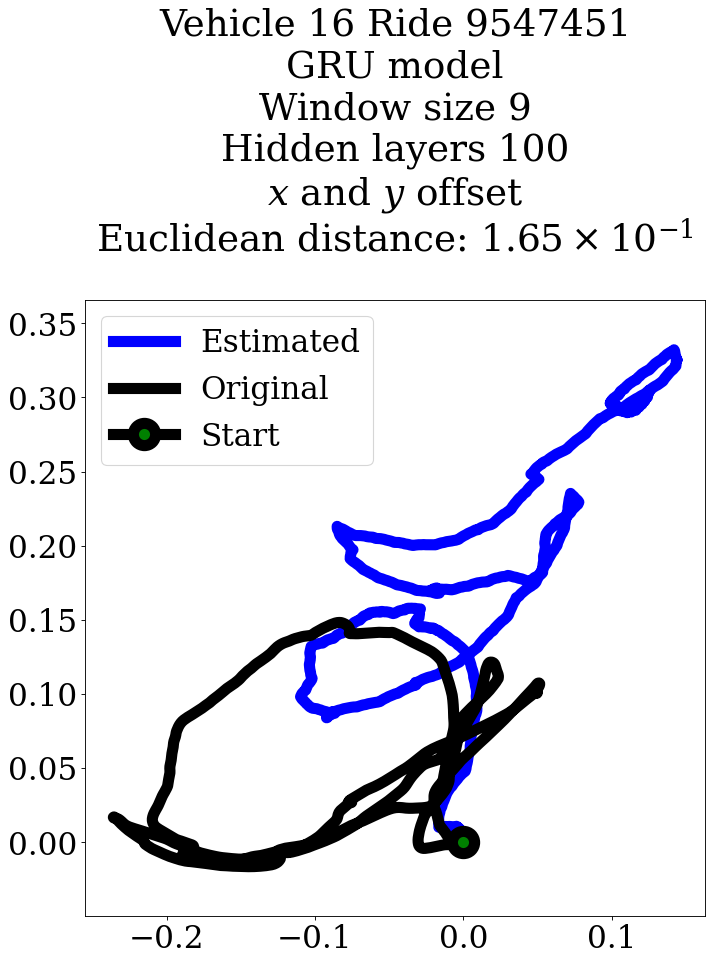 Vehicle 16 Ride 9547451
GRU model
Window size 9
Hidden layers 100
x and y offset
Euclidean distance: 1.65 × 10⁻¹
0.35
0.30
0.25
0.20
0.15
0.10
0.05
0.00
Estimated
Original
Start
−0.2
−0.1
0.0
0.1